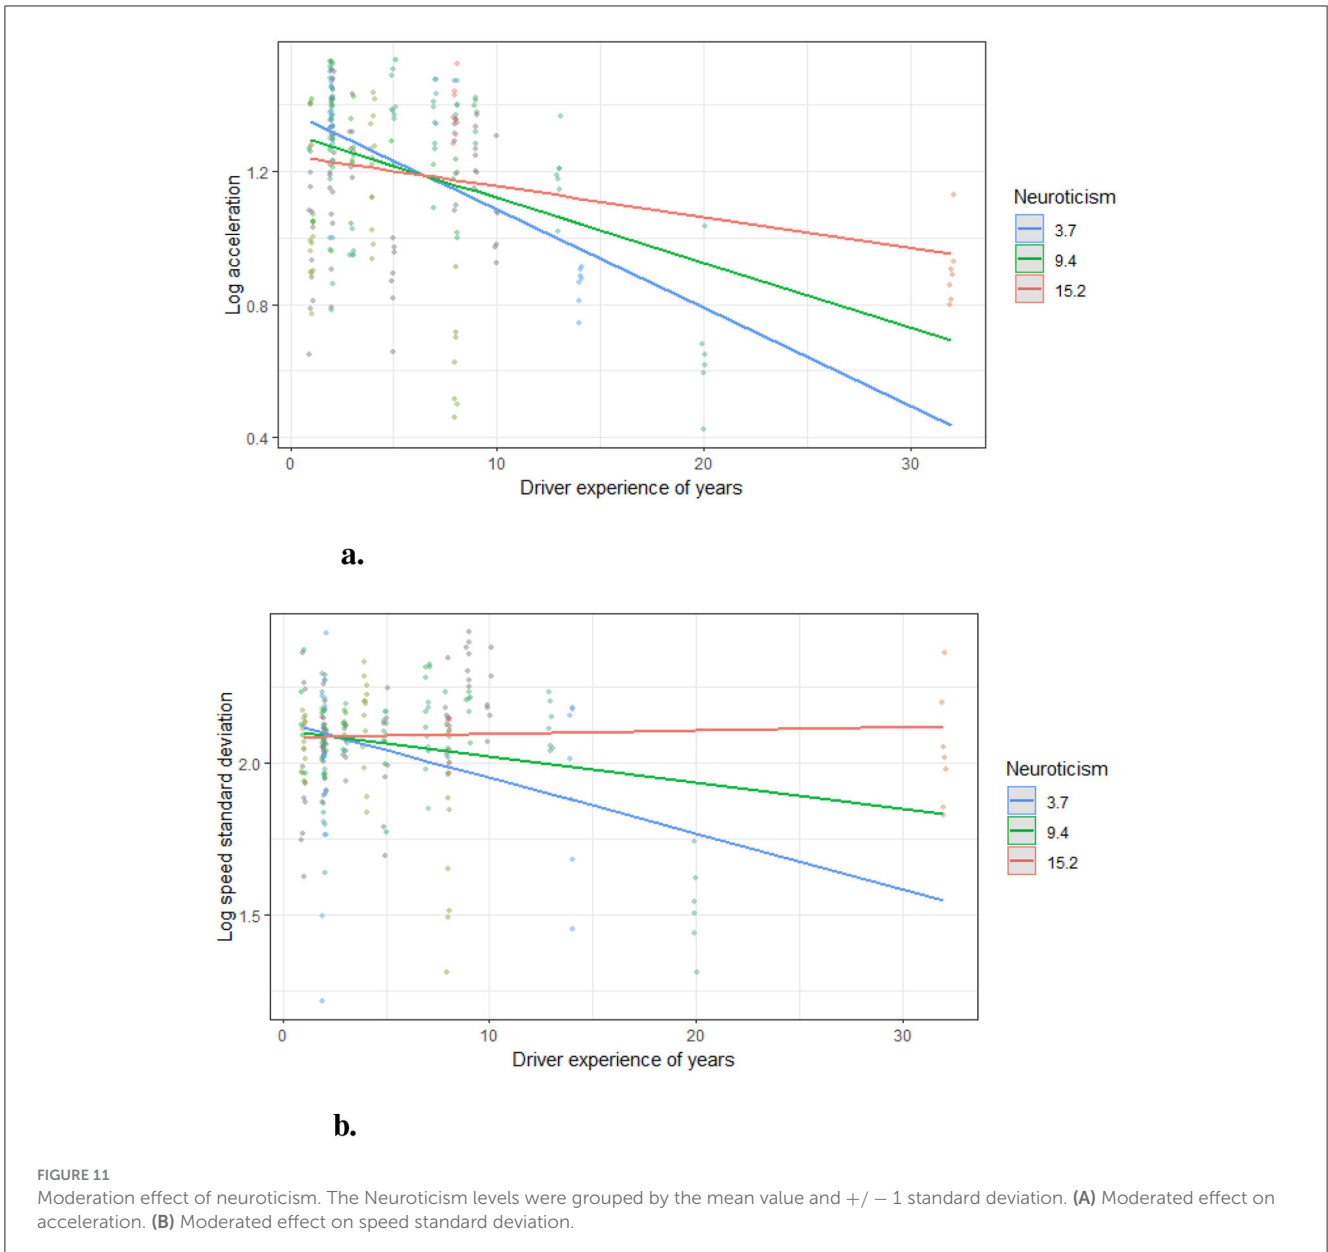 1.2
0.8
0.4
Log acceleration
0
10
20
30
Driver experience of years
Neuroticism
3.7
9.4
15.2
a.
2.0
1.5
Log speed standard deviation
0
10
20
30
Driver experience of years
Neuroticism
3.7
9.4
15.2
b.
FIGURE 11
Moderation effect of neuroticism. The Neuroticism levels were grouped by the mean value and +/ − 1 standard deviation. (A) Moderated effect on
acceleration. (B) Moderated effect on speed standard deviation.